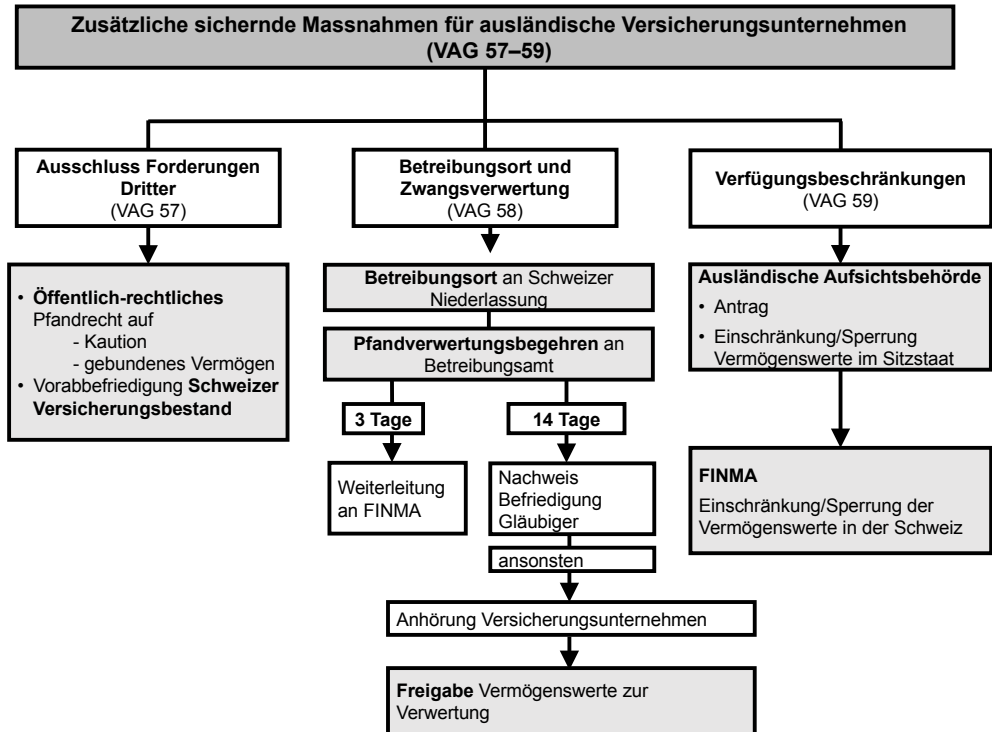 Zusätzliche sichernde Massnahmen für ausländische Versicherungsunternehmen
(VAG 57–59)
Ausschluss Forderungen
Dritter
(VAG 57)
• Öffentlich-rechtliches
Pfandrecht auf
- Kaution
- gebundenes Vermögen
• Vorabbefriedigung Schweizer
Versicherungsbestand
Betreibungsort und
Zwangsverwertung
(VAG 58)
Betreibungsort an Schweizer
Niederlassung
Pfandverwertungsbegehren an
Betreibungsamt
3 Tage
Weiterleitung
an FINMA
14 Tage
Nachweis
Befriedigung
Gläubiger
ansonsten
Anhörung Versicherungsunternehmen
Freigabe Vermögenswerte zur
Verwertung
Verfügungsbeschränkungen
(VAG 59)
Ausländische Aufsichtsbehörde
• Antrag
• Einschränkung/Sperrung
Vermögenswerte im Sitzstaat
FINMA
Einschränkung/Sperrung der
Vermögenswerte in der Schweiz